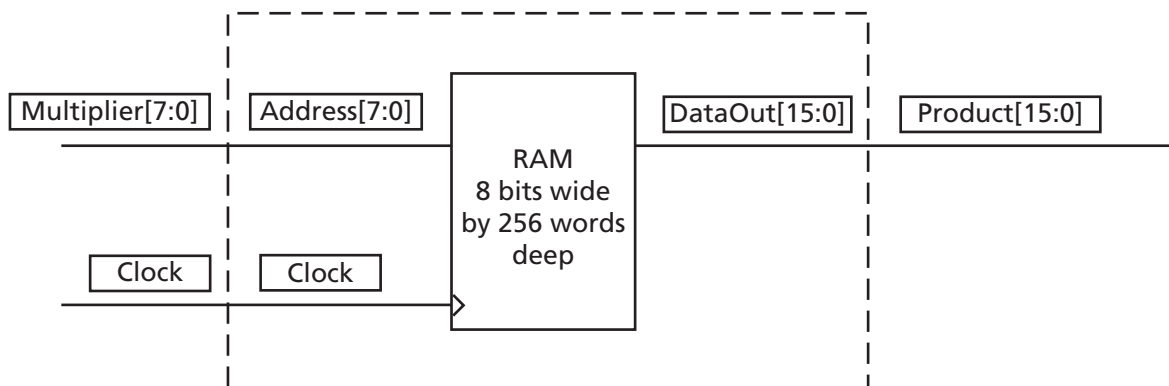 Multiplier[7:0]
Address[7:0]
DataOut[15:0]
Product[15:0]
RAM
8 bits wide
by 256 words
deep
Clock
Clock